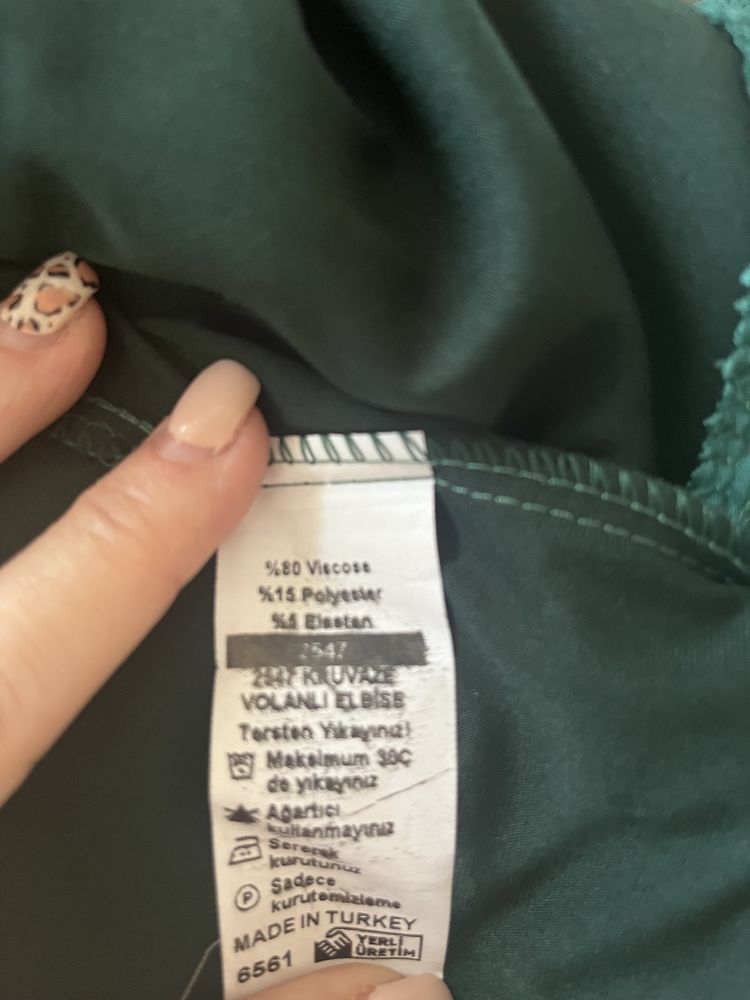 %80 Viscose
%15 Polyester
%5 Elastan
2547
2547 KRUVAZE
VOLANLI ELBİSE
Tersten Yıkayınız!
Maksimum 30C
de yıkayınız
Ağartıcı
kullanmayınız
Sererek
kurutunuz
P
Sadece
kurutemizleme
MADE IN TURKEY
6561
YERLİ
ÜRETİM